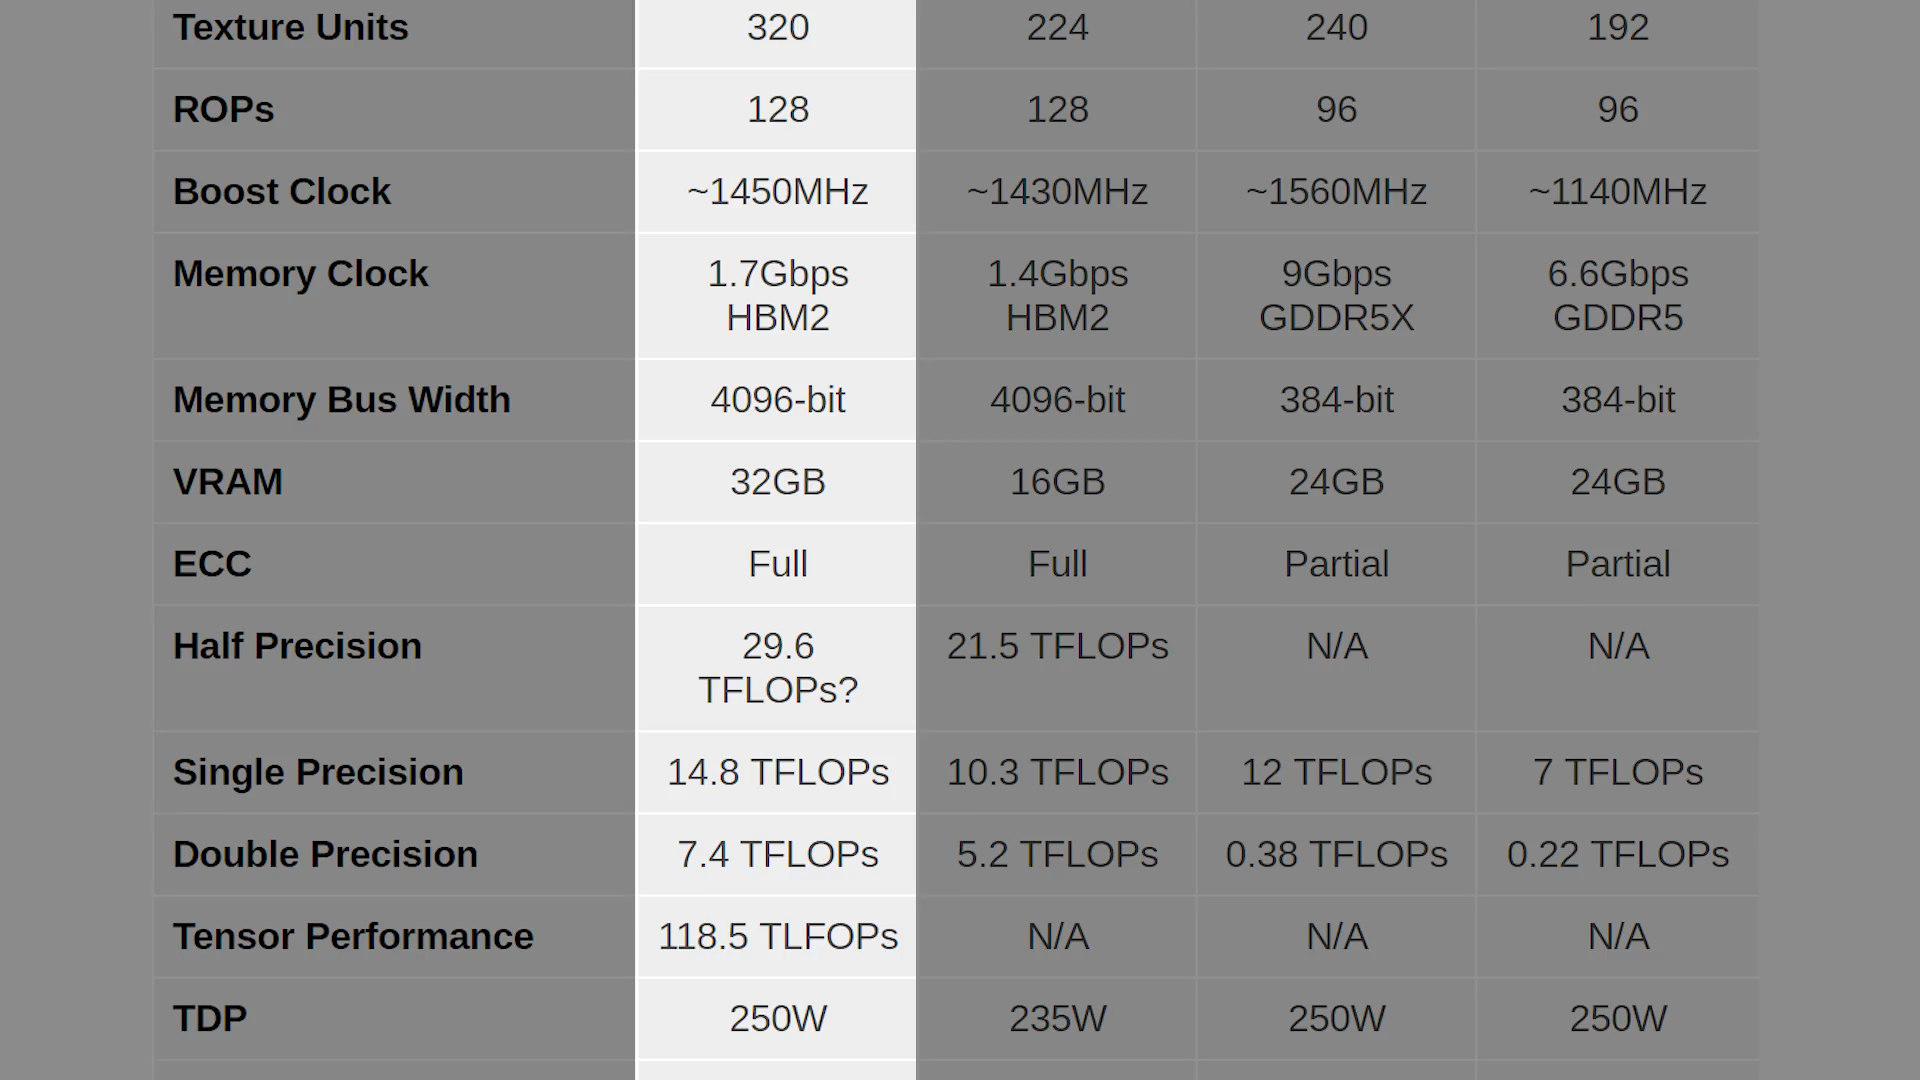 Texture Units 320 224 240 192
ROPs 128 128 96 96
Boost Clock ~1450MHz ~1430MHz ~1560MHz ~1140MHz
Memory Clock 1.7Gbps 1.4Gbps 9Gbps 6.6Gbps
HBM2 HBM2 GDDR5X GDDR5
Memory Bus Width 4096-bit 4096-bit 384-bit 384-bit
VRAM 32GB 16GB 24GB 24GB
ECC Full Full Partial Partial
Half Precision 29.6 21.5 TFLOPs N/A N/A
TFLOPs?
Single Precision 14.8 TFLOPs 10.3 TFLOPs 12 TFLOPs 7 TFLOPs
Double Precision 7.4 TFLOPs 5.2 TFLOPs 0.38 TFLOPs 0.22 TFLOPs
Tensor Performance 118.5 TLFOPs N/A N/A N/A
TDP 250W 235W 250W 250W